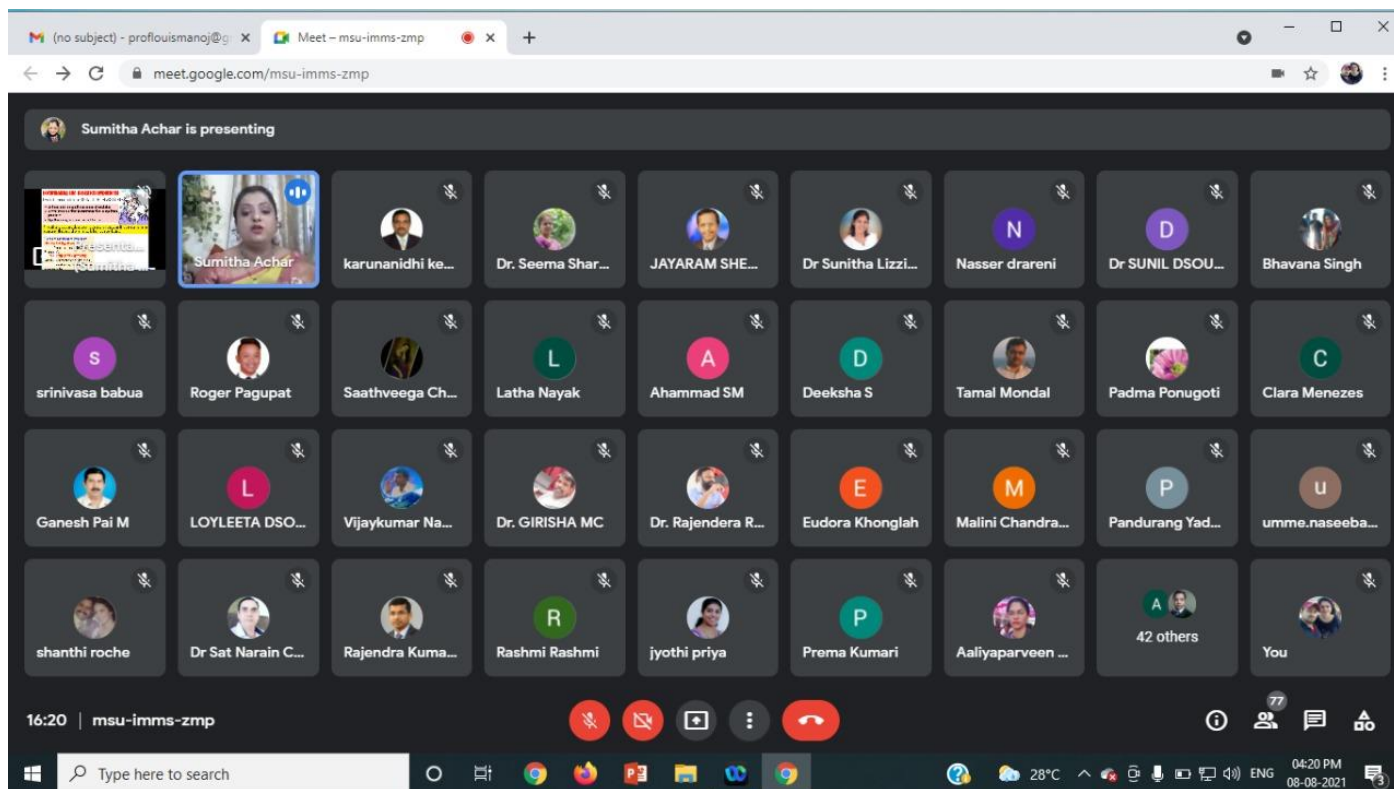 (no subject) - proflouismanoj@g
Meet – msu-imms-zmp
meet.google.com/msu-imms-zmp
Sumitha Achar is presenting
Sumitha Achar
karunanidhi ke...
Dr. Seema Shar...
JAYARAM SHE...
Dr Sunitha Lizzi...
N
Nasser drareni
D
Dr SUNIL DSOU...
Bhavana Singh
s
srinivasa babua
Roger Pagupat
Saathveega Ch...
L
Latha Nayak
A
Ahammad SM
D
Deeksha S
Tamal Mondal
Padma Ponugoti
C
Clara Menezes
Ganesh Pai M
L
LOYLEETA DSO...
Vijaykumar Na...
Dr. GIRISHA MC
Dr. Rajendera R...
E
Eudora Khonglah
M
Malini Chandra...
P
Pandurang Yad...
u
umme.naseeba...
shanthi roche
Dr Sat Narain C...
Rajendra Kuma...
R
Rashmi Rashmi
jyothi priya
P
Prema Kumari
Aaliyaparveen ...
A
42 others
You
16:20 | msu-imms-zmp
77
Type here to search
28°C
ENG
04:20 PM
08-08-2021
3